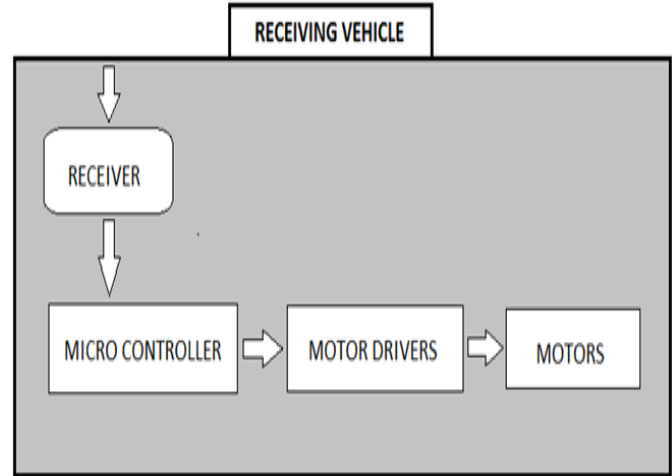 RECEIVING VEHICLE
RECEIVER
MICRO CONTROLLER
MOTOR DRIVERS
MOTORS